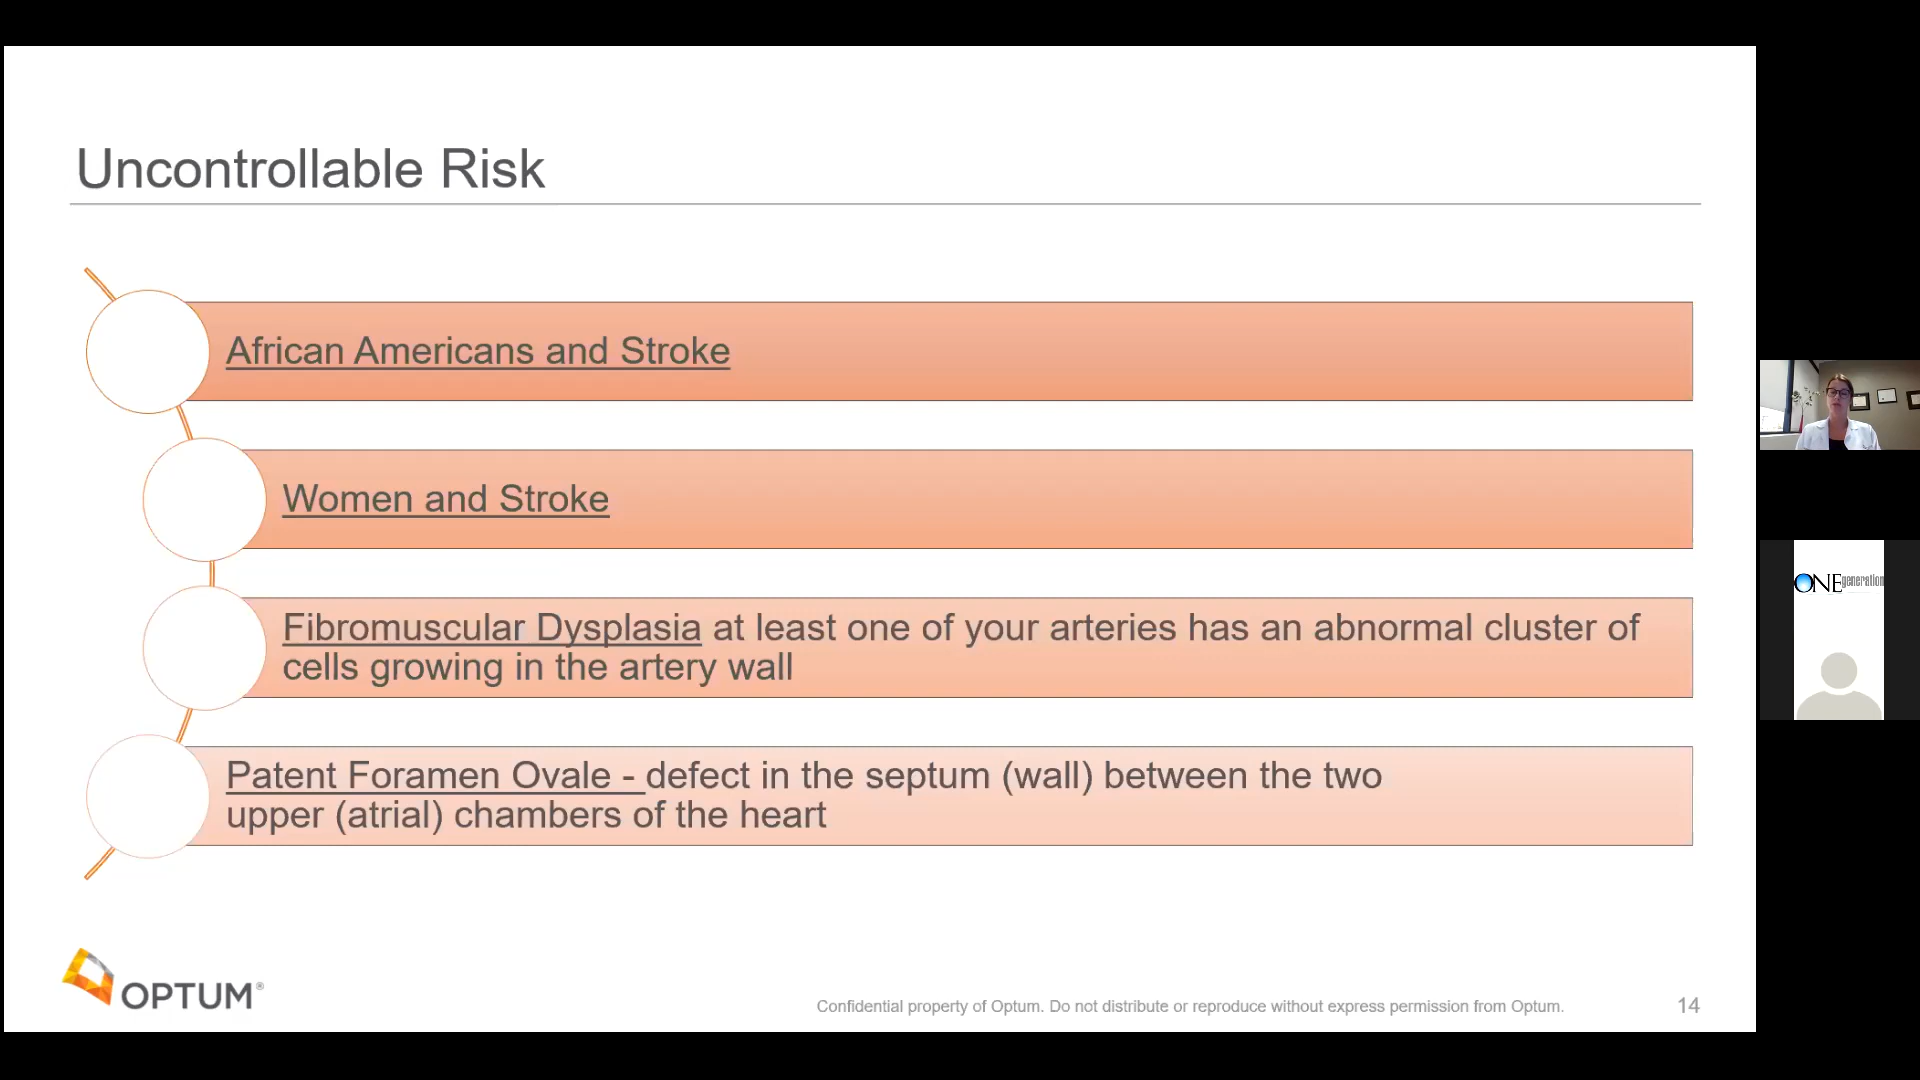 Uncontrollable Risk
African Americans and Stroke
Women and Stroke
Fibromuscular Dysplasia at least one of your arteries has an abnormal cluster of
cells growing in the artery wall
Patent Foramen Ovale - defect in the septum (wall) between the two
upper (atrial) chambers of the heart
OPTUM®
Confidential property of Optum. Do not distribute or reproduce without express permission from Optum.
14
ONEgeneration